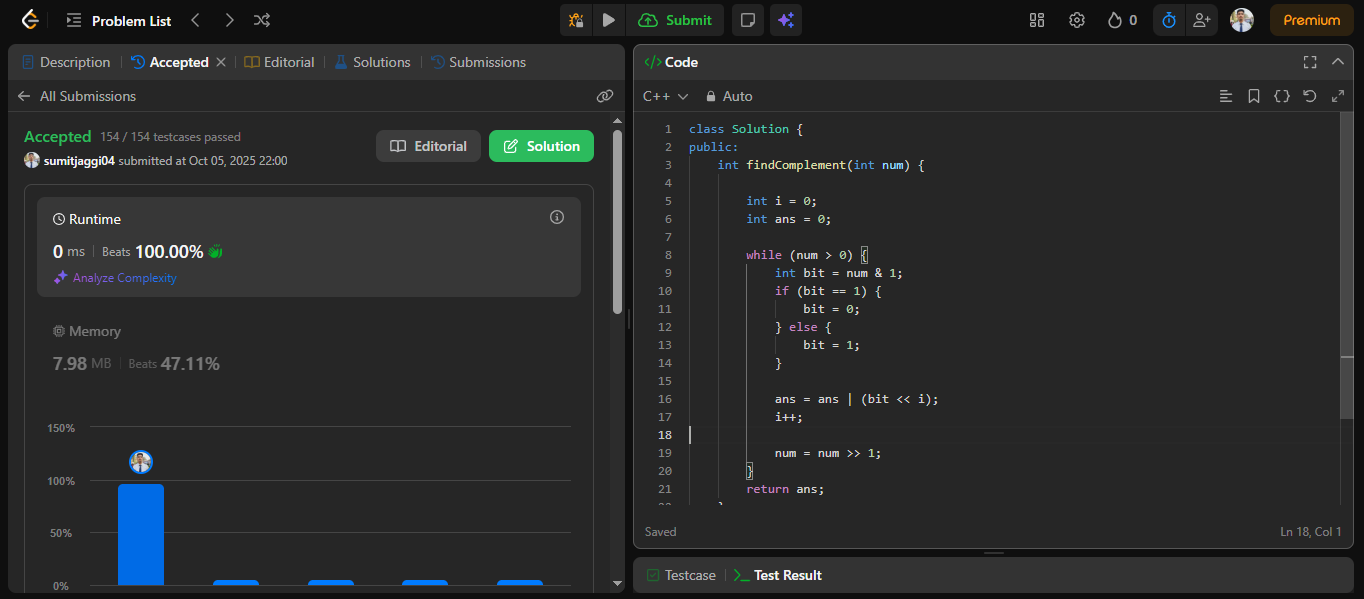 Problem List
Submit
0
Premium
Description
Accepted
Editorial
Solutions
Submissions
All Submissions
Accepted 154 / 154 testcases passed
sumitjaggi04 submitted at Oct 05, 2025 22:00
Editorial
Solution
Runtime
0 ms Beats 100.00%
Analyze Complexity
Memory
7.98 MB Beats 47.11%
150%
100%
50%
0%
</> Code
C++
Auto
1 class Solution {
2 public:
3 int findComplement(int num) {
4
5 int i = 0;
6 int ans = 0;
7
8 while (num > 0) {
9 int bit = num & 1;
10 if (bit == 1) {
11 bit = 0;
12 } else {
13 bit = 1;
14 }
15
16 ans = ans | (bit << i);
17 i++;
18
19 num = num >> 1;
20 }
21 return ans;
Saved
Ln 18, Col 1
Testcase
>_ Test Result